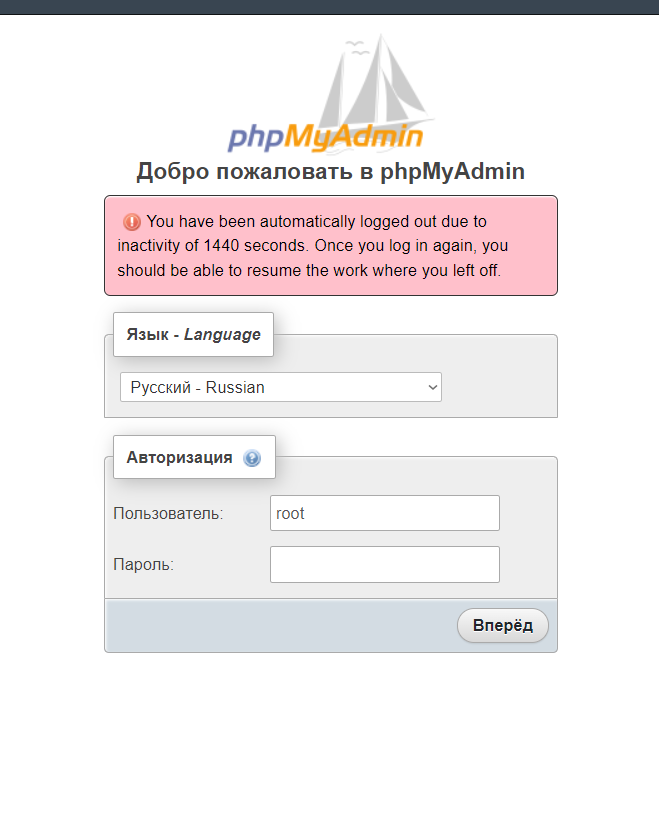 phpMyAdmin
Добро пожаловать в phpMyAdmin
You have been automatically logged out due to
inactivity of 1440 seconds. Once you log in again, you
should be able to resume the work where you left off.
Язык - Language
Русский - Russian
Авторизация
Пользователь:
root
Пароль:
Вперёд